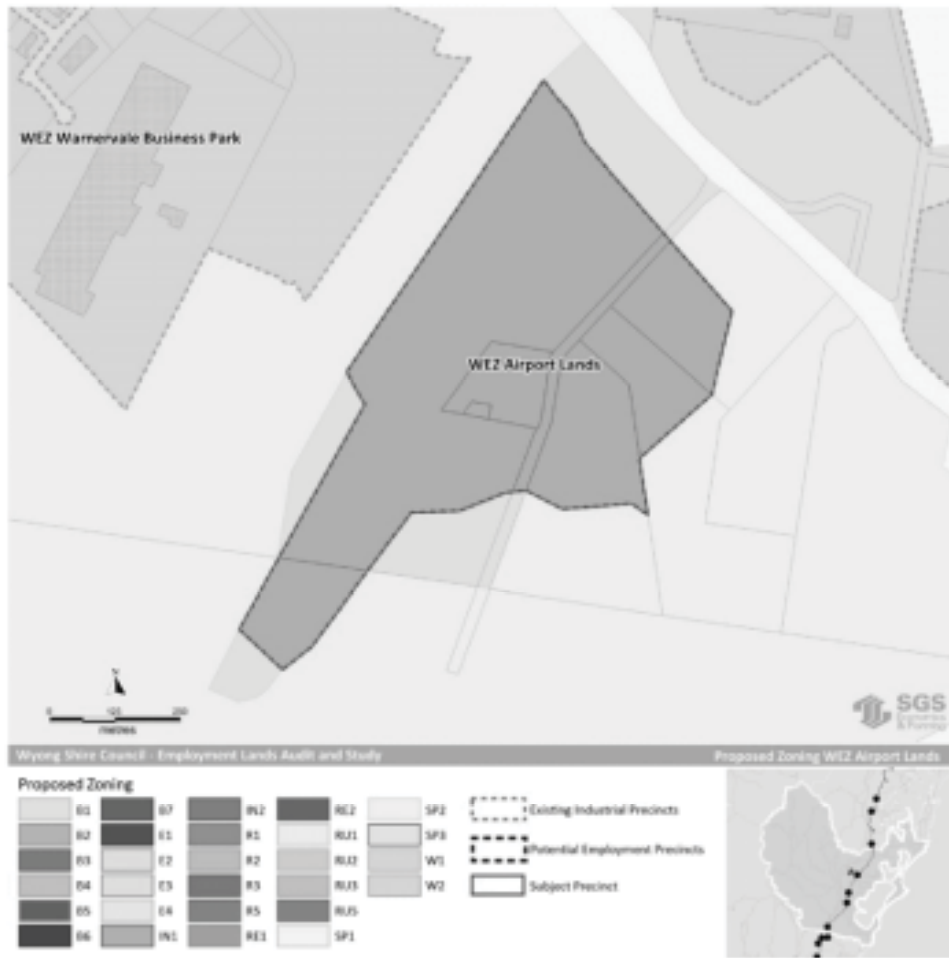 WEZ Warnervale Business Park
WEZ Airport Lands
N
0
metres
SGS
Economics
& Planning
Wyong Shire Council - Employment Lands Audit and Study
Proposed Zoning WEZ Airport Lands
Proposed Zoning
B1
B2
B3
B4
B5
B6
B7
E1
E2
E3
E4
IN1
IN2
R1
R2
R3
R5
RE1
RE2
RU1
RU2
RU3
RU5
SP1
SP2
SP3
W1
W2
Existing Industrial Precincts
Potential Employment Precincts
Subject Precinct